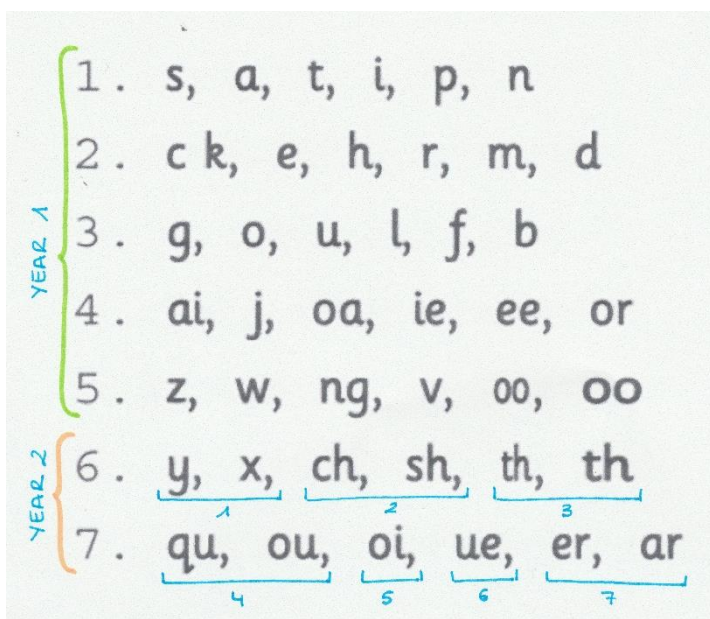 YEAR 1
1. s, a, t, i, p, n
2. c k, e, h, r, m, d
3. g, o, u, l, f, b
4. ai, j, oa, ie, ee, or
5. z, w, ng, v, oo, oo
YEAR 2
6. y, x, ch, sh, th, th
1 2 3
7. qu, ou, oi, ue, er, ar
4 5 6 7